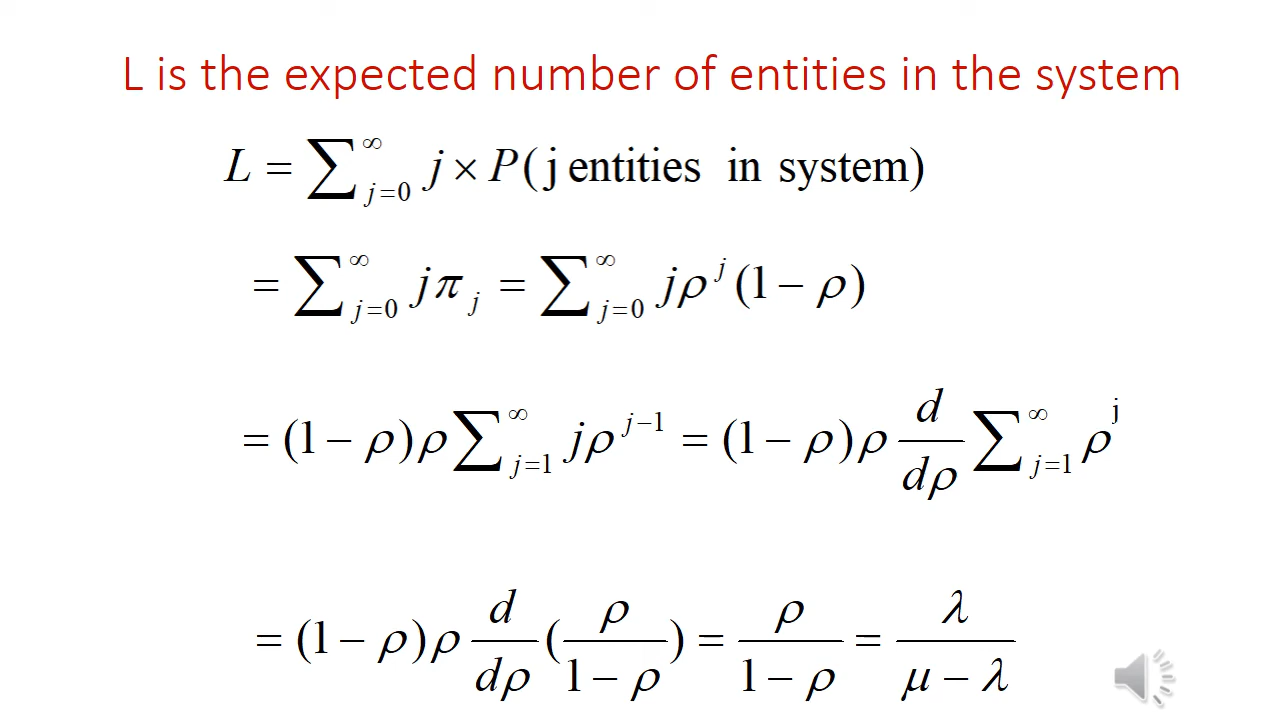 L is the expected number of entities in the system
L = ∑_{j=0}^{∞} j × P(j entities in system)
= ∑_{j=0}^{∞} jπ_j = ∑_{j=0}^{∞} jρ^j (1 − ρ)
= (1 − ρ)ρ ∑_{j=1}^{∞} jρ^{j−1} = (1 − ρ)ρ d/dρ ∑_{j=1}^{∞} ρ^j
= (1 − ρ)ρ d/dρ (ρ/(1 − ρ)) = ρ/(1 − ρ) = λ/(μ − λ)